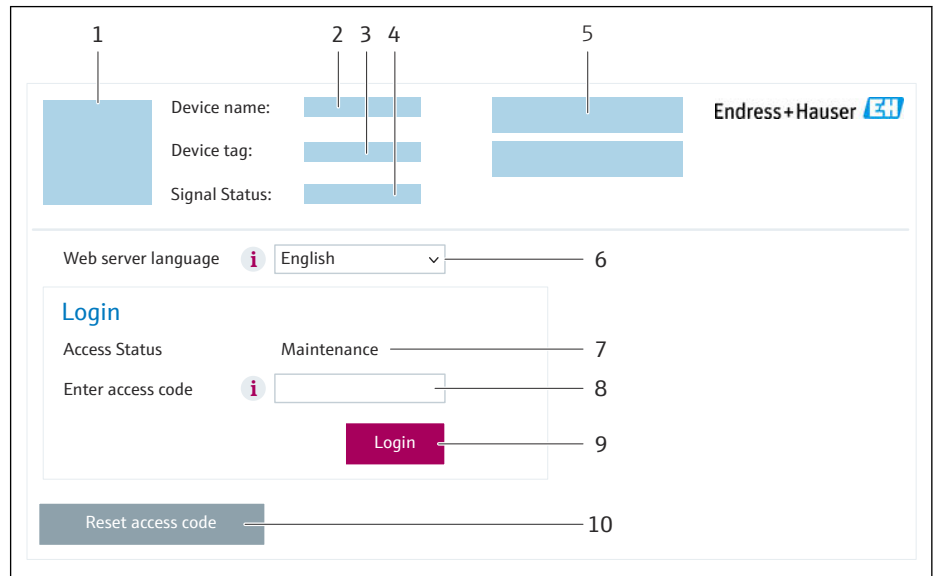 1 2 3 4 5
Device name:
Endress+Hauser EH
Device tag:
Signal Status:
Web server language i English 6
Login
Access Status Maintenance 7
Enter access code i 8
Login 9
Reset access code 10